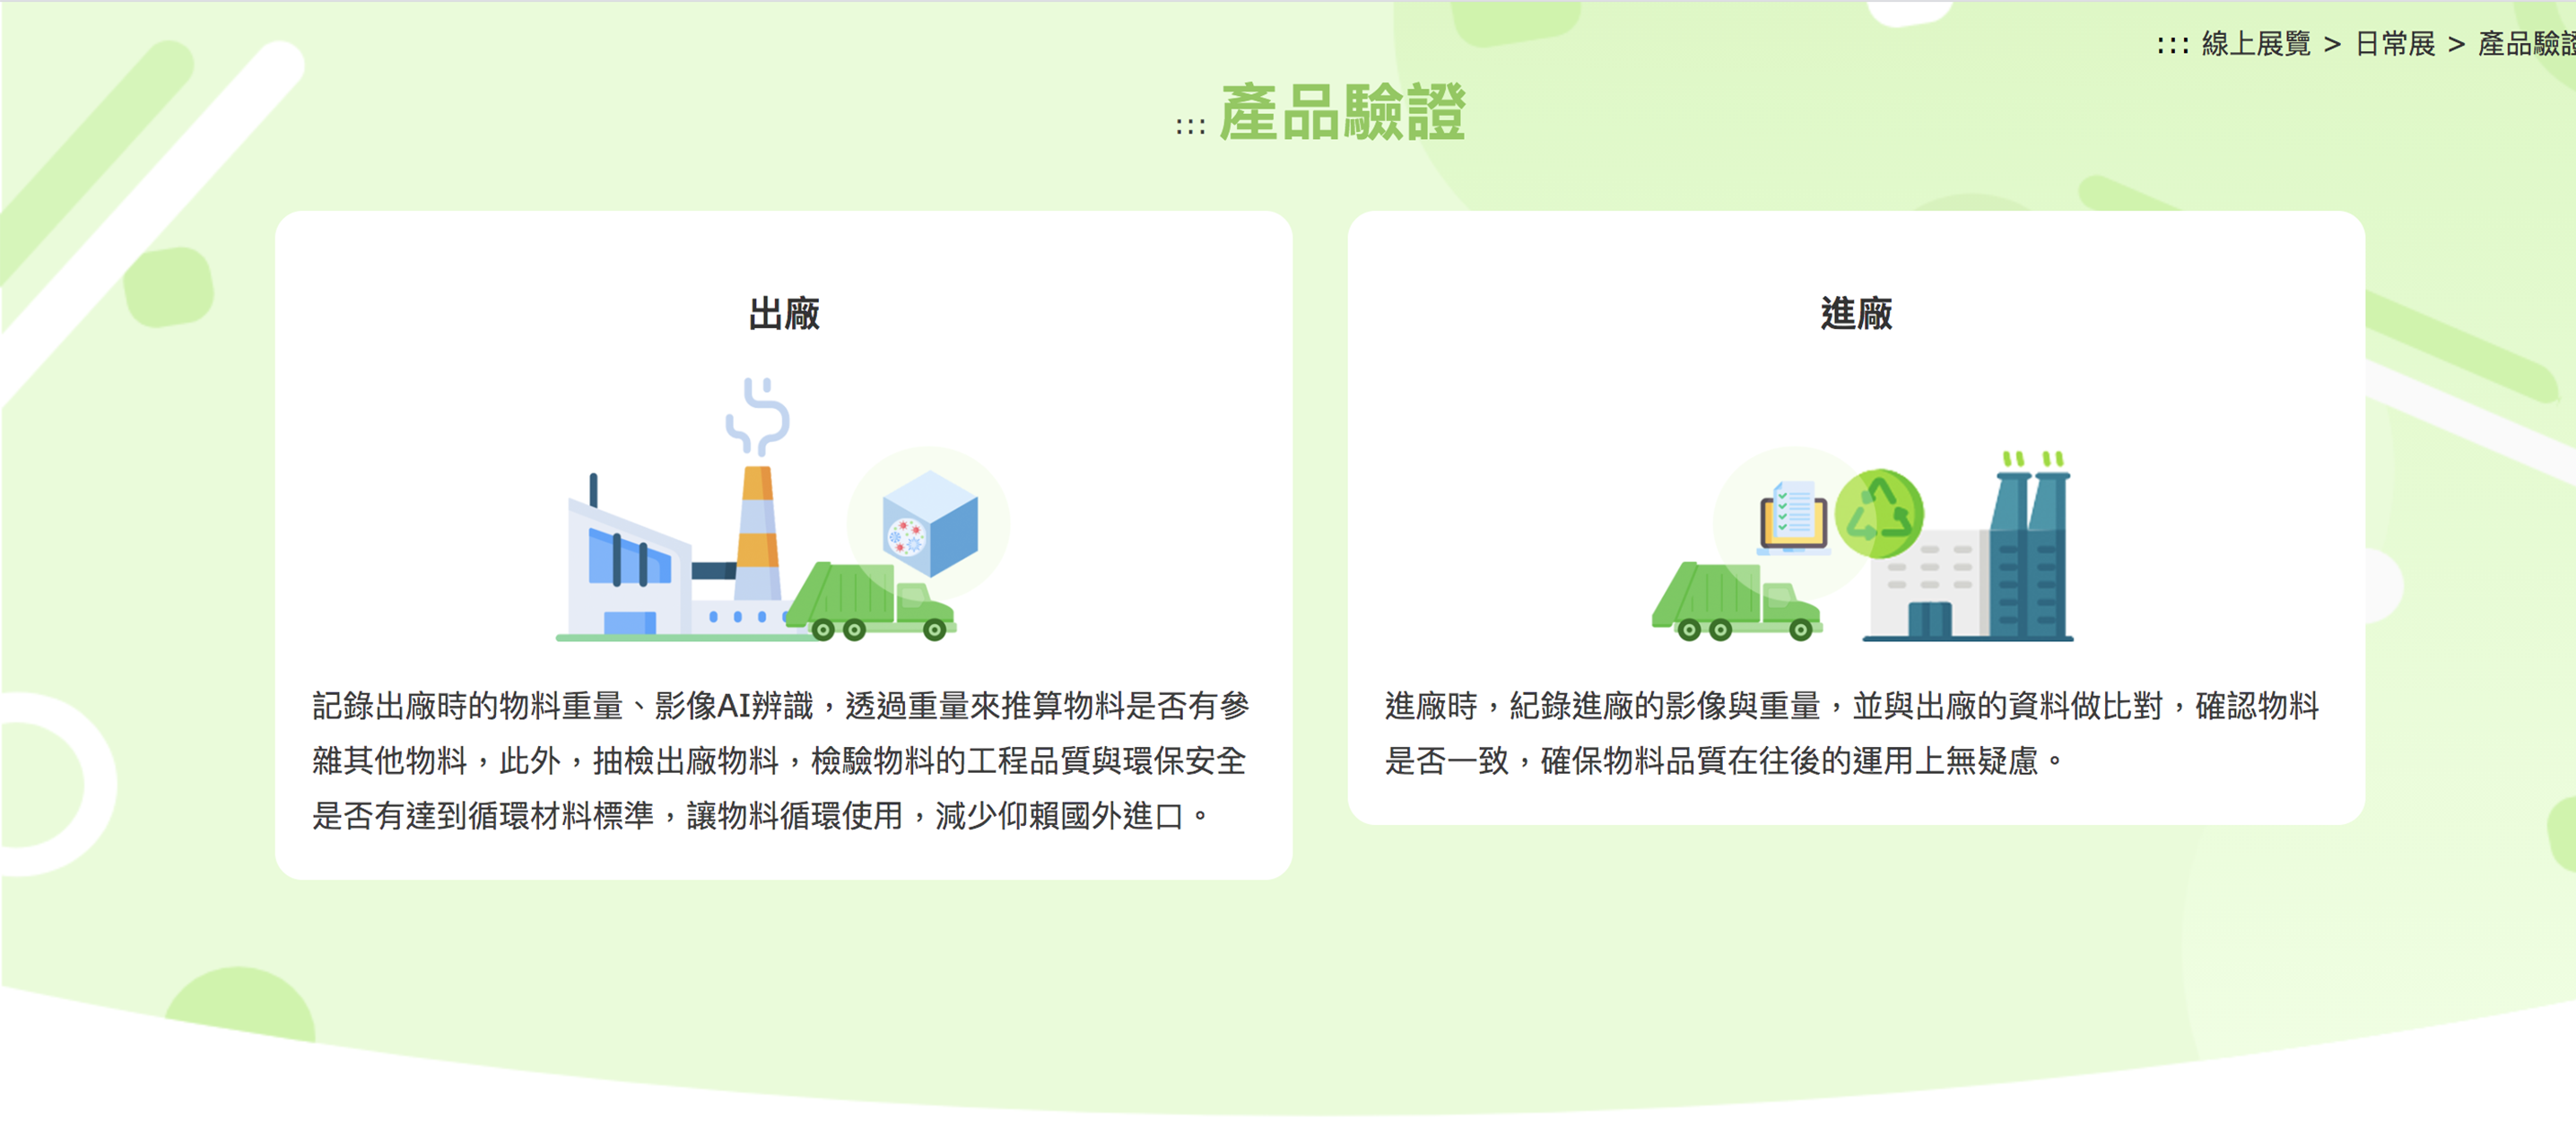 ::: 線上展覽 > 日常展 > 產品驗證
::: 產品驗證
出廠
記錄出廠時的物料重量、影像AI辨識，透過重量來推算物料是否有參
雜其他物料，此外，抽檢出廠物料，檢驗物料的工程品質與環保安全
是否有達到循環材料標準，讓物料循環使用，減少仰賴國外進口。
進廠
進廠時，紀錄進廠的影像與重量，並與出廠的資料做比對，確認物料
是否一致，確保物料品質在往後的運用上無疑慮。